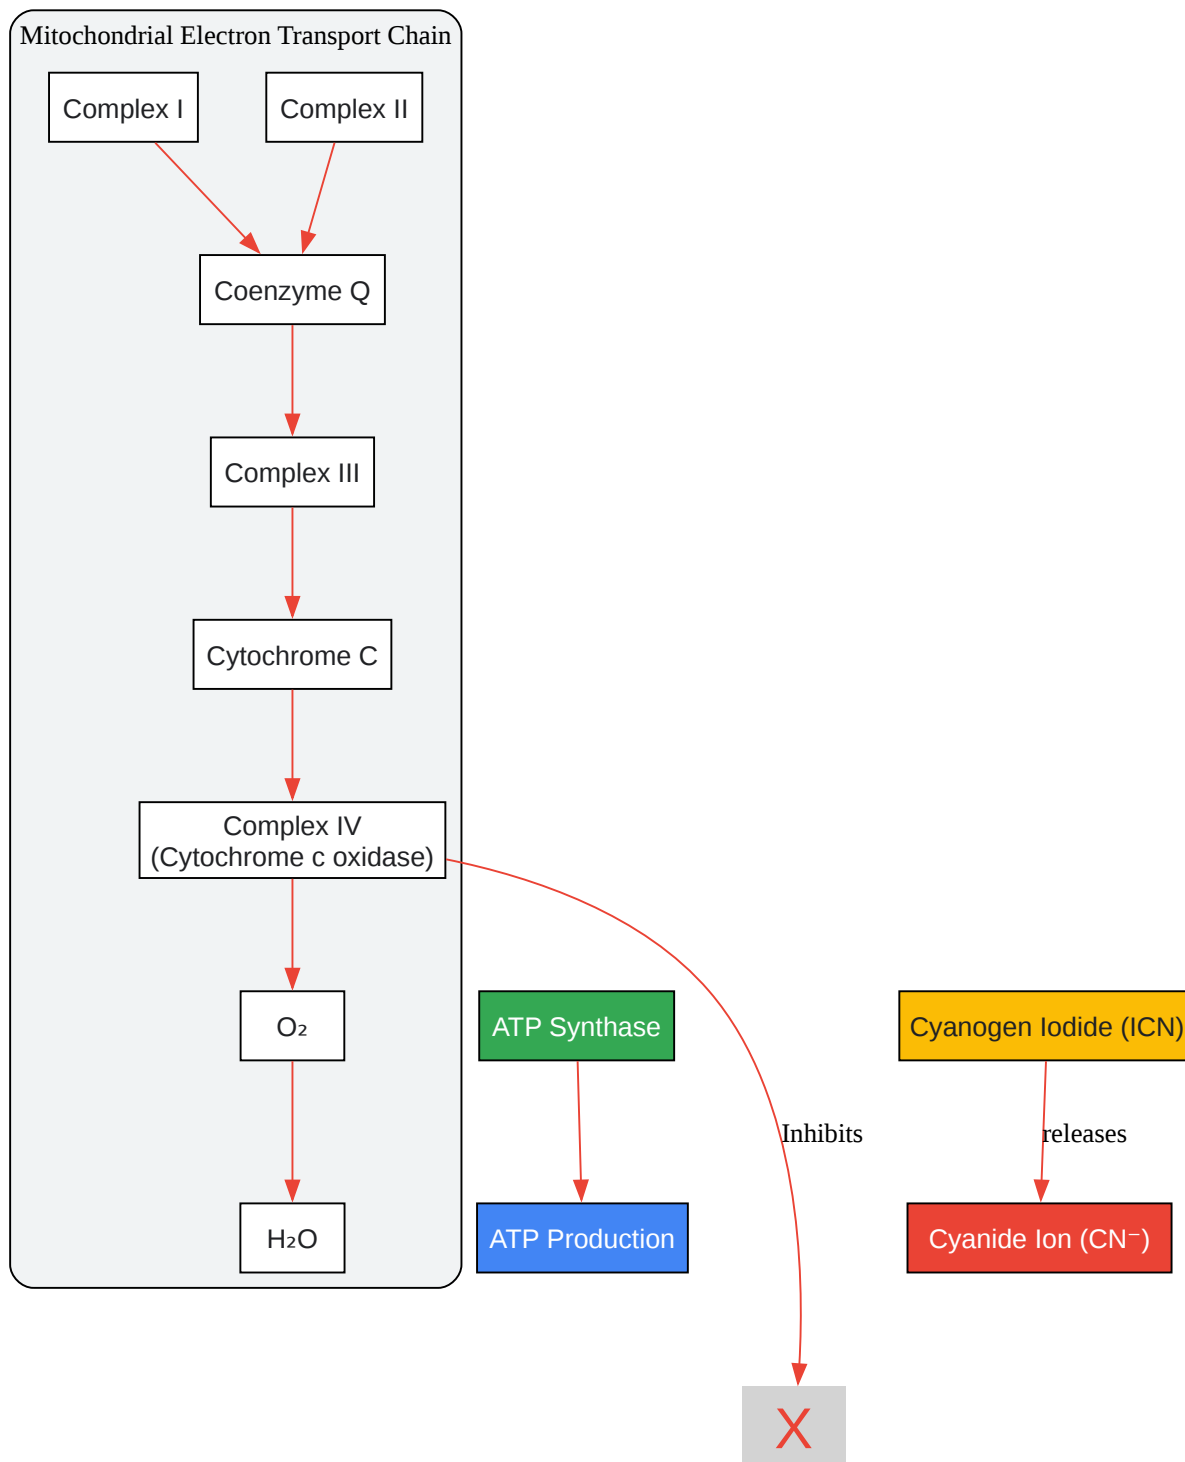 Mitochondrial Electron Transport Chain
Complex I
Complex II
Coenzyme Q
Complex III
Cytochrome C
Complex IV
(Cytochrome c oxidase)
O₂
ATP Synthase
Cyanogen Iodide (ICN)
Inhibits
releases
H₂O
ATP Production
Cyanide Ion (CN⁻)
X